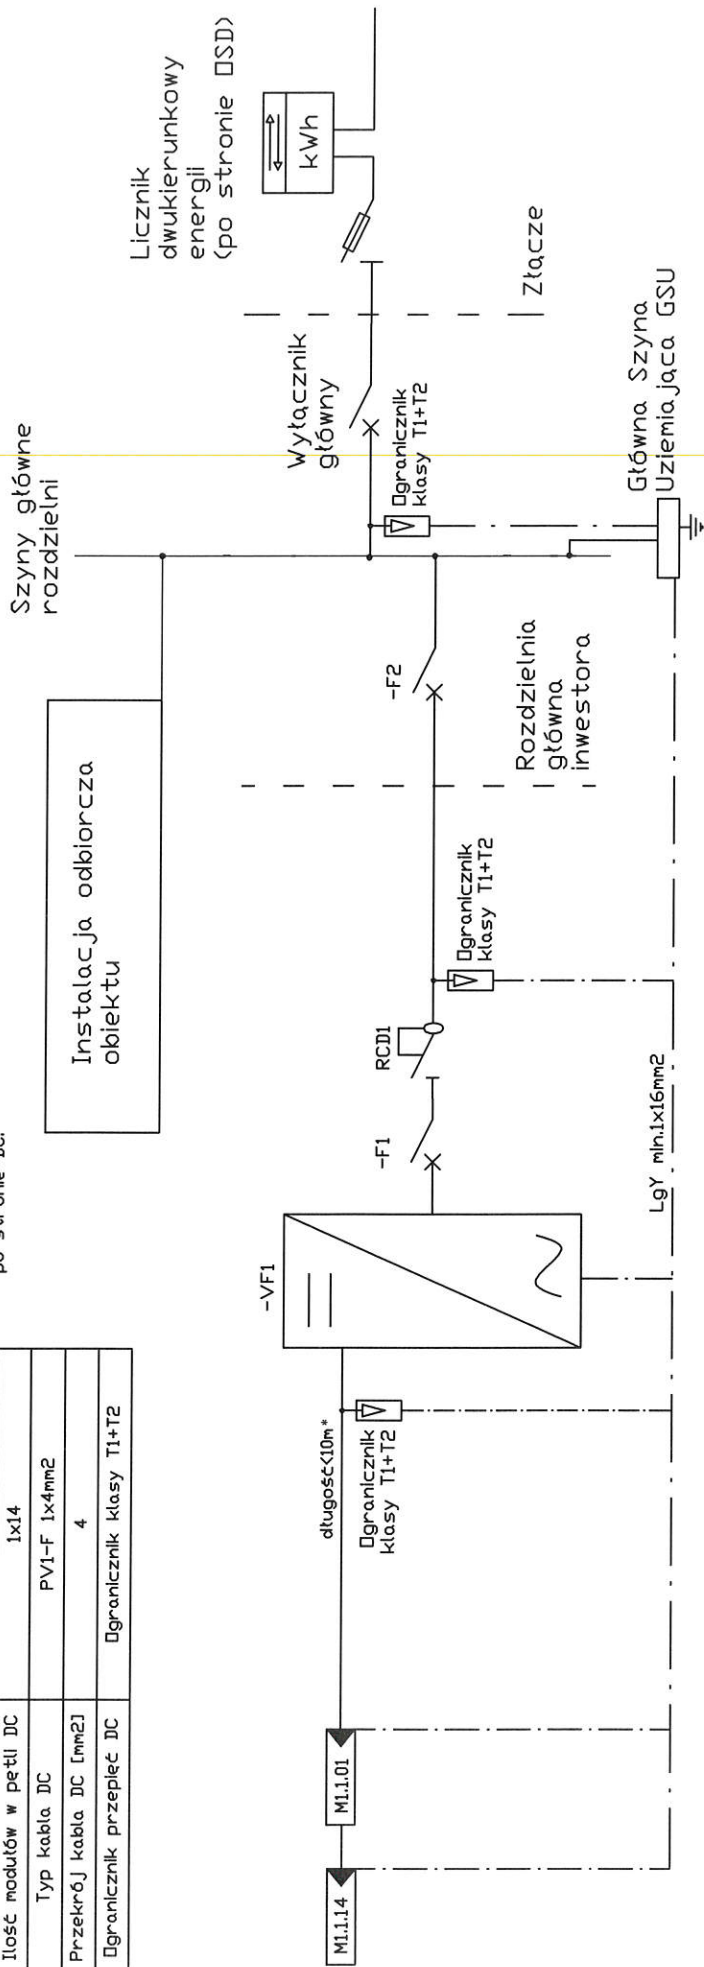 po stronie DC.
Ilość modułów w pętli DC
1x14
Typ kabla DC
PV1-F 1x4mm2
Przekrój kabla DC [mm2]
4
Ogranicznik przepięć DC
Ogranicznik klasy T1+T2
Instalacja odbiorcza
obiektu
Szyny główne
rozdzielni
Licznik
dwukierunkowy
energii
(po stronie OSD)
kWh
Wyłącznik
główny
Ogranicznik
klasy T1+T2
Złącze
Główna Szyna
Uziemiająca GSU
-F2
Rozdzielnia
główna
inwestora
Ogranicznik
klasy T1+T2
RCD1
-F1
-VF1
LgY min.1x16mm2
długość<10m*
Ogranicznik
klasy T1+T2
M1.1.01
M1.1.14